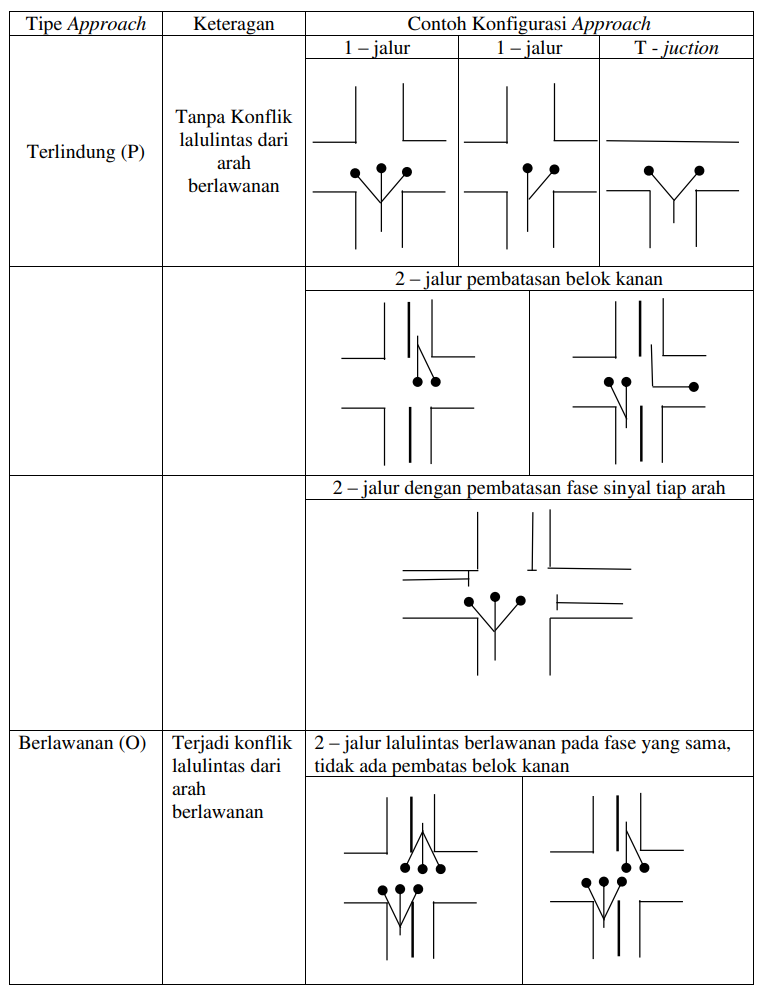 Tipe Approach
Keteragan
Contoh Konfigurasi Approach
Terlindung (P)
Tanpa Konflik
lalulintas dari
arah
berlawanan
1 – jalur
1 – jalur
T - juction
2 – jalur pembatasan belok kanan
2 – jalur dengan pembatasan fase sinyal tiap arah
Berlawanan (O)
Terjadi konflik
lalulintas dari
arah
berlawanan
2 – jalur lalulintas berlawanan pada fase yang sama,
tidak ada pembatas belok kanan